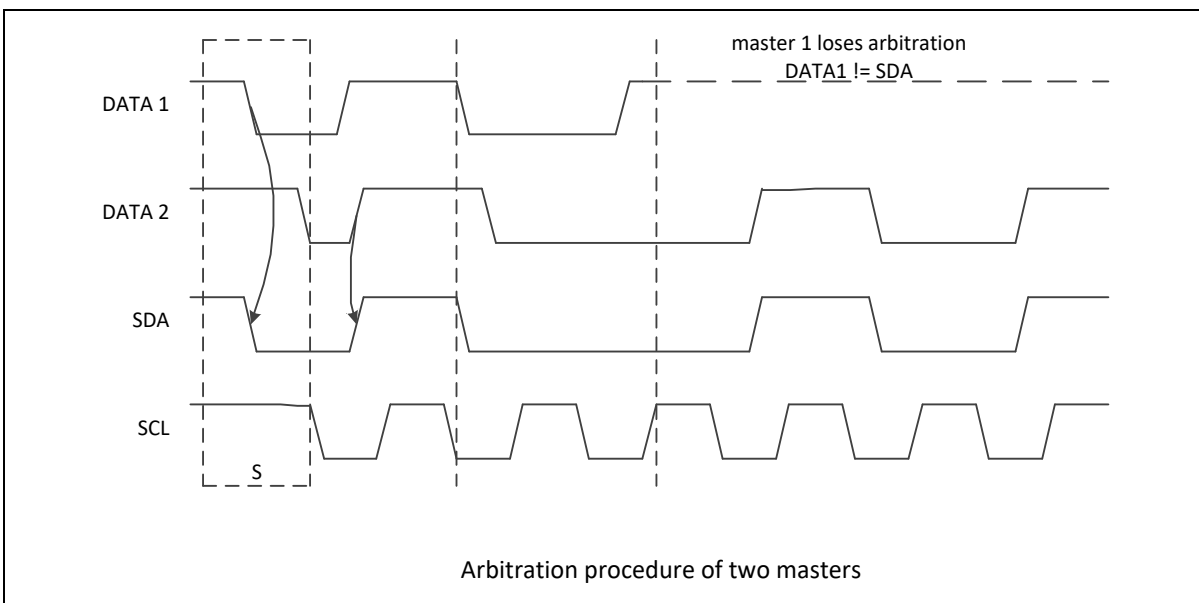 master 1 loses arbitration
DATA1 != SDA
DATA 1
DATA 2
SDA
SCL
S
Arbitration procedure of two masters